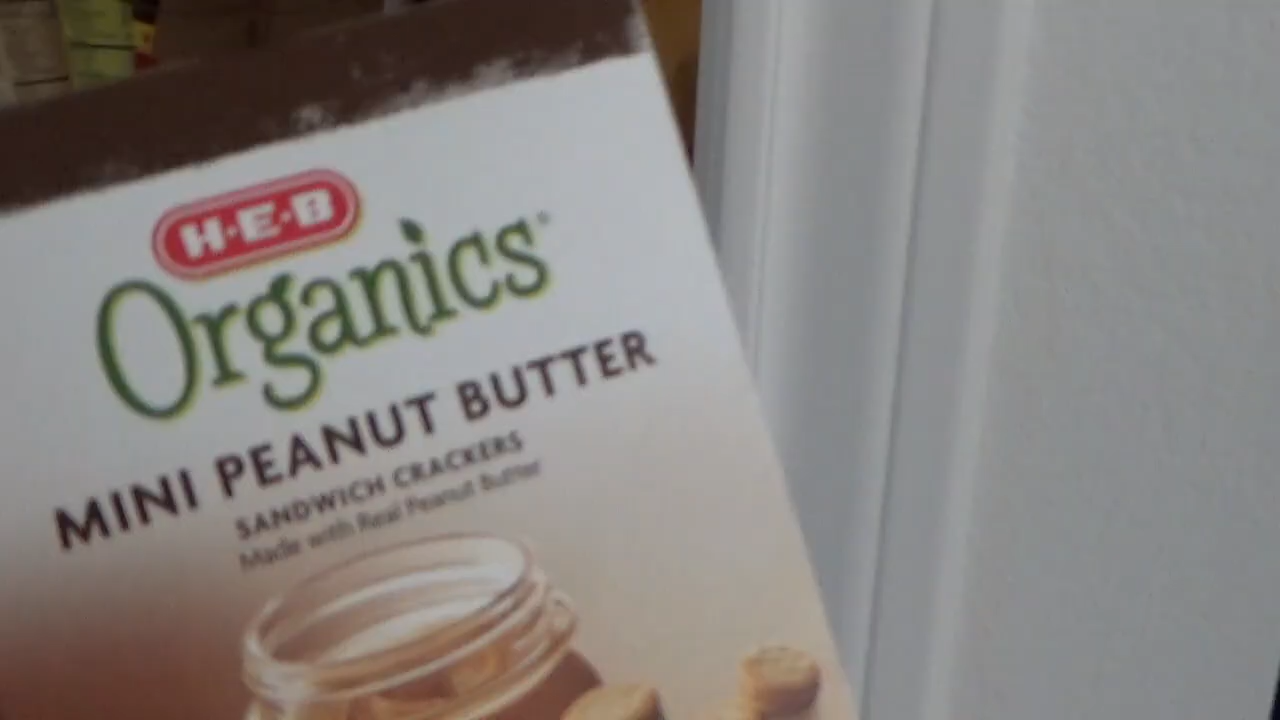 H·E·B
Organics
MINI PEANUT BUTTER
SANDWICH CRACKERS
Made with Real Peanut Butter